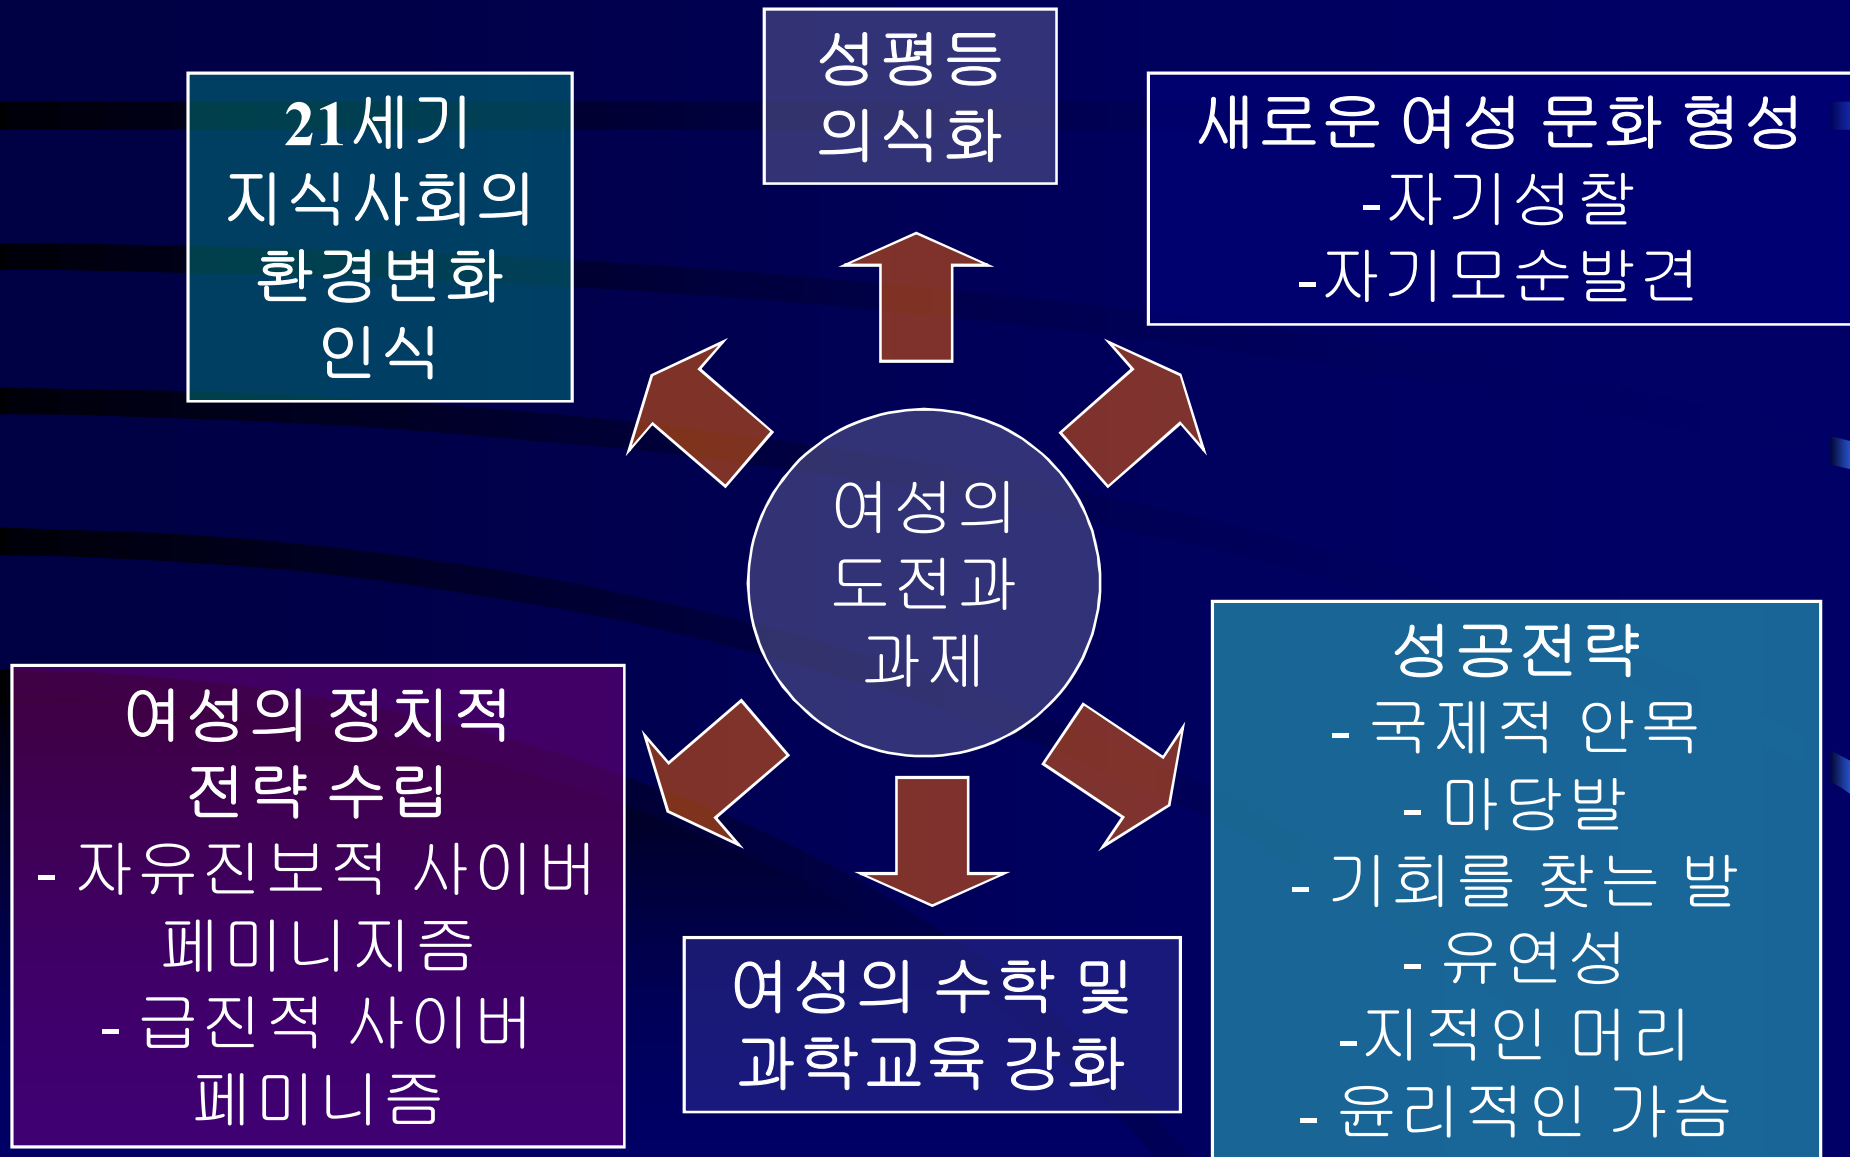 성평등
의식화
21세기
지식사회의
환경변화
인식
새로운 여성 문화 형성
-자기성찰
-자기모순발견
여성의
도전과
과제
여성의 정치적
전략 수립
- 자유진보적 사이버
페미니지즘
- 급진적 사이버
페미니즘
여성의 수학 및
과학교육 강화
성공전략
- 국제적 안목
- 마당발
- 기회를 찾는 발
- 유연성
-지적인 머리
- 윤리적인 가슴